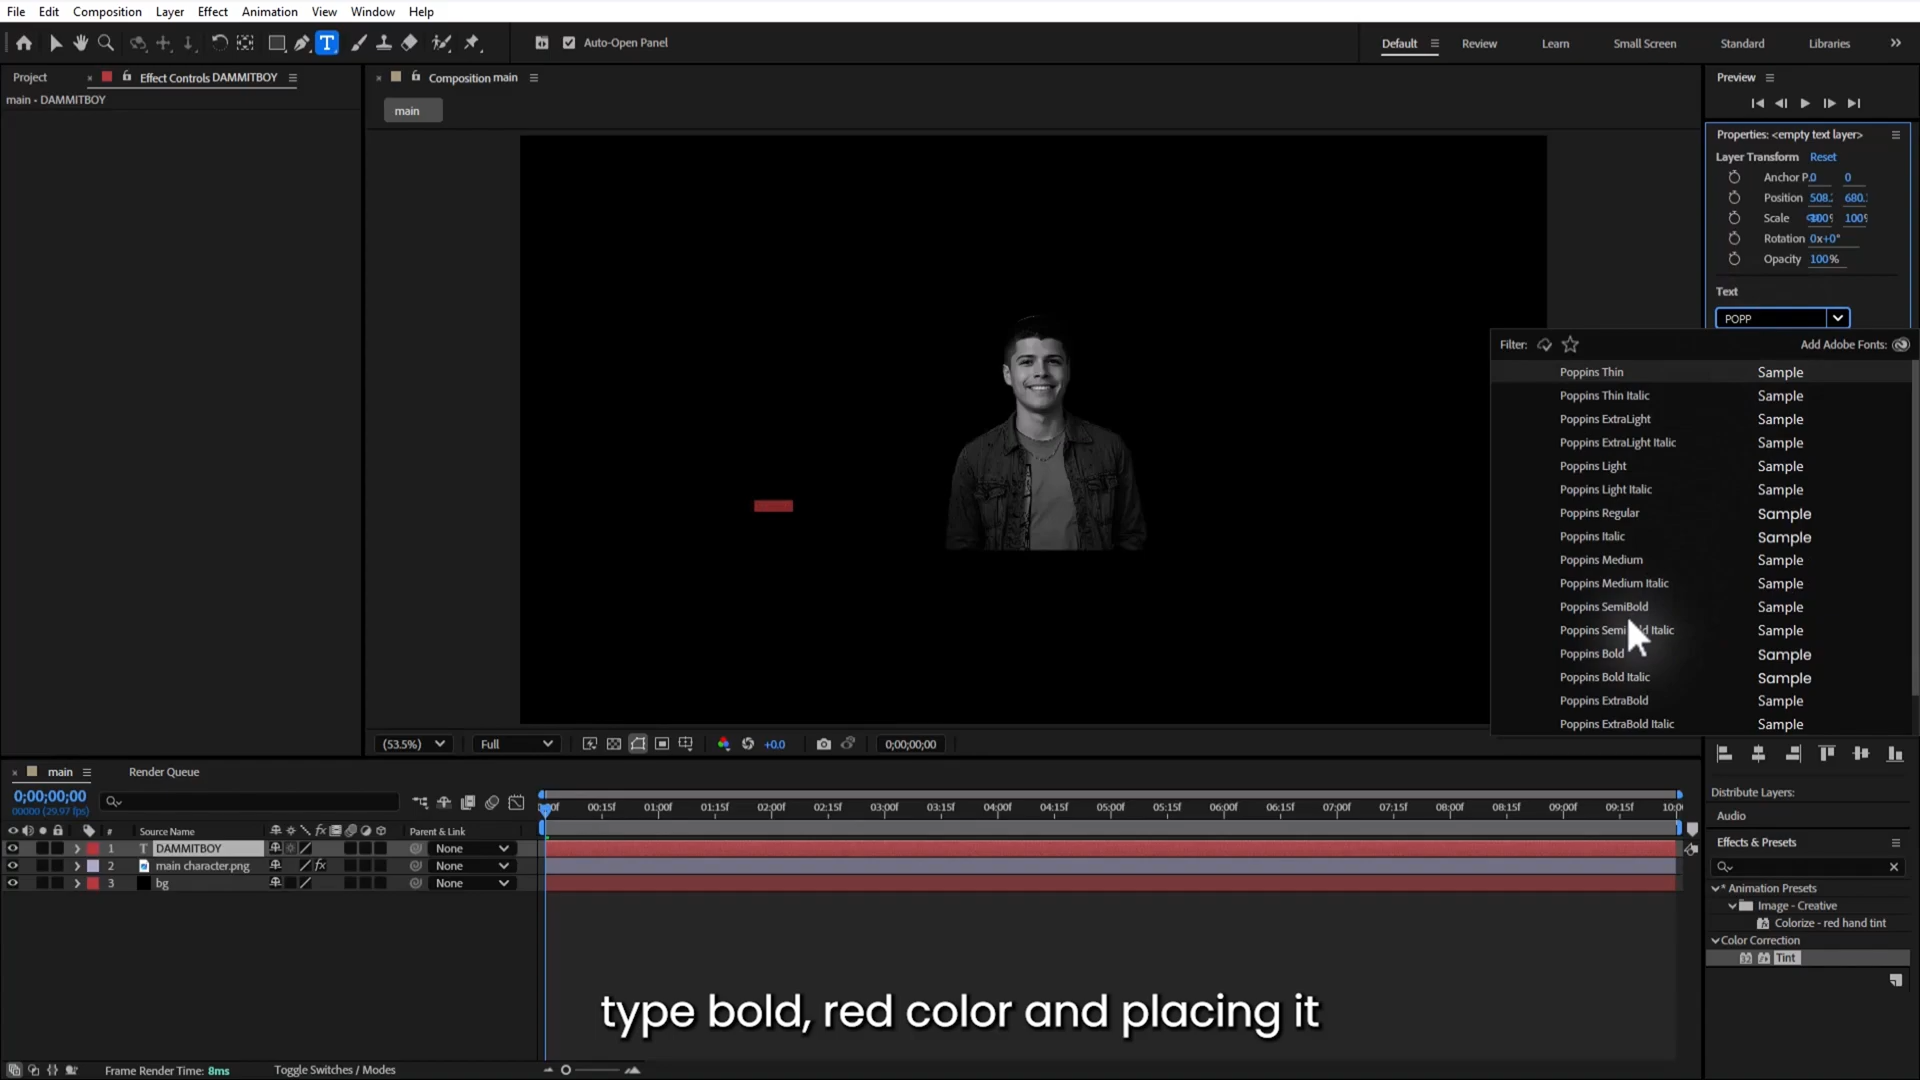 File Edit Composition Layer Effect Animation View Window Help
Auto-Open Panel
Default Review Learn Small Screen Standard Libraries
Project Effect Controls DAMMITBOY
main - DAMMITBOY
Composition main
main
Preview
Properties: <empty text layer>
Layer Transform Reset
Anchor P. 0 0
Position 508. 680.
Scale 100%
Rotation 0x+0°
Opacity 100%
Text
POPP
Filter: Add Adobe Fonts:
Poppins Thin Sample
Poppins Thin Italic Sample
Poppins ExtraLight Sample
Poppins ExtraLight Italic Sample
Poppins Light Sample
Poppins Light Italic Sample
Poppins Regular Sample
Poppins Italic Sample
Poppins Medium Sample
Poppins Medium Italic Sample
Poppins SemiBold Sample
Poppins Semi Italic Sample
Poppins Bold Sample
Poppins Bold Italic Sample
Poppins ExtraBold Sample
Poppins ExtraBold Italic Sample
(53.5%) Full +0.0 0;00;00;00
main Render Queue
0;00;00;00
00000 (29.97 fps)
:00f 00:15f 01:00f 01:15f 02:00f 02:15f 03:00f 03:15f 04:00f 04:15f 05:00f 05:15f 06:00f 06:15f 07:00f 07:15f 08:00f 08:15f 09:00f 09:15f 10:0
# Source Name fx Parent & Link
1 T DAMMITBOY None
2 main character.png fx None
3 bg None
Distribute Layers:
Audio
Effects & Presets
* Animation Presets
Image - Creative
Colorize - red hand tint
Color Correction
Tint
type bold, red color and placing it
Frame Render Time: 8ms Toggle Switches / Modes